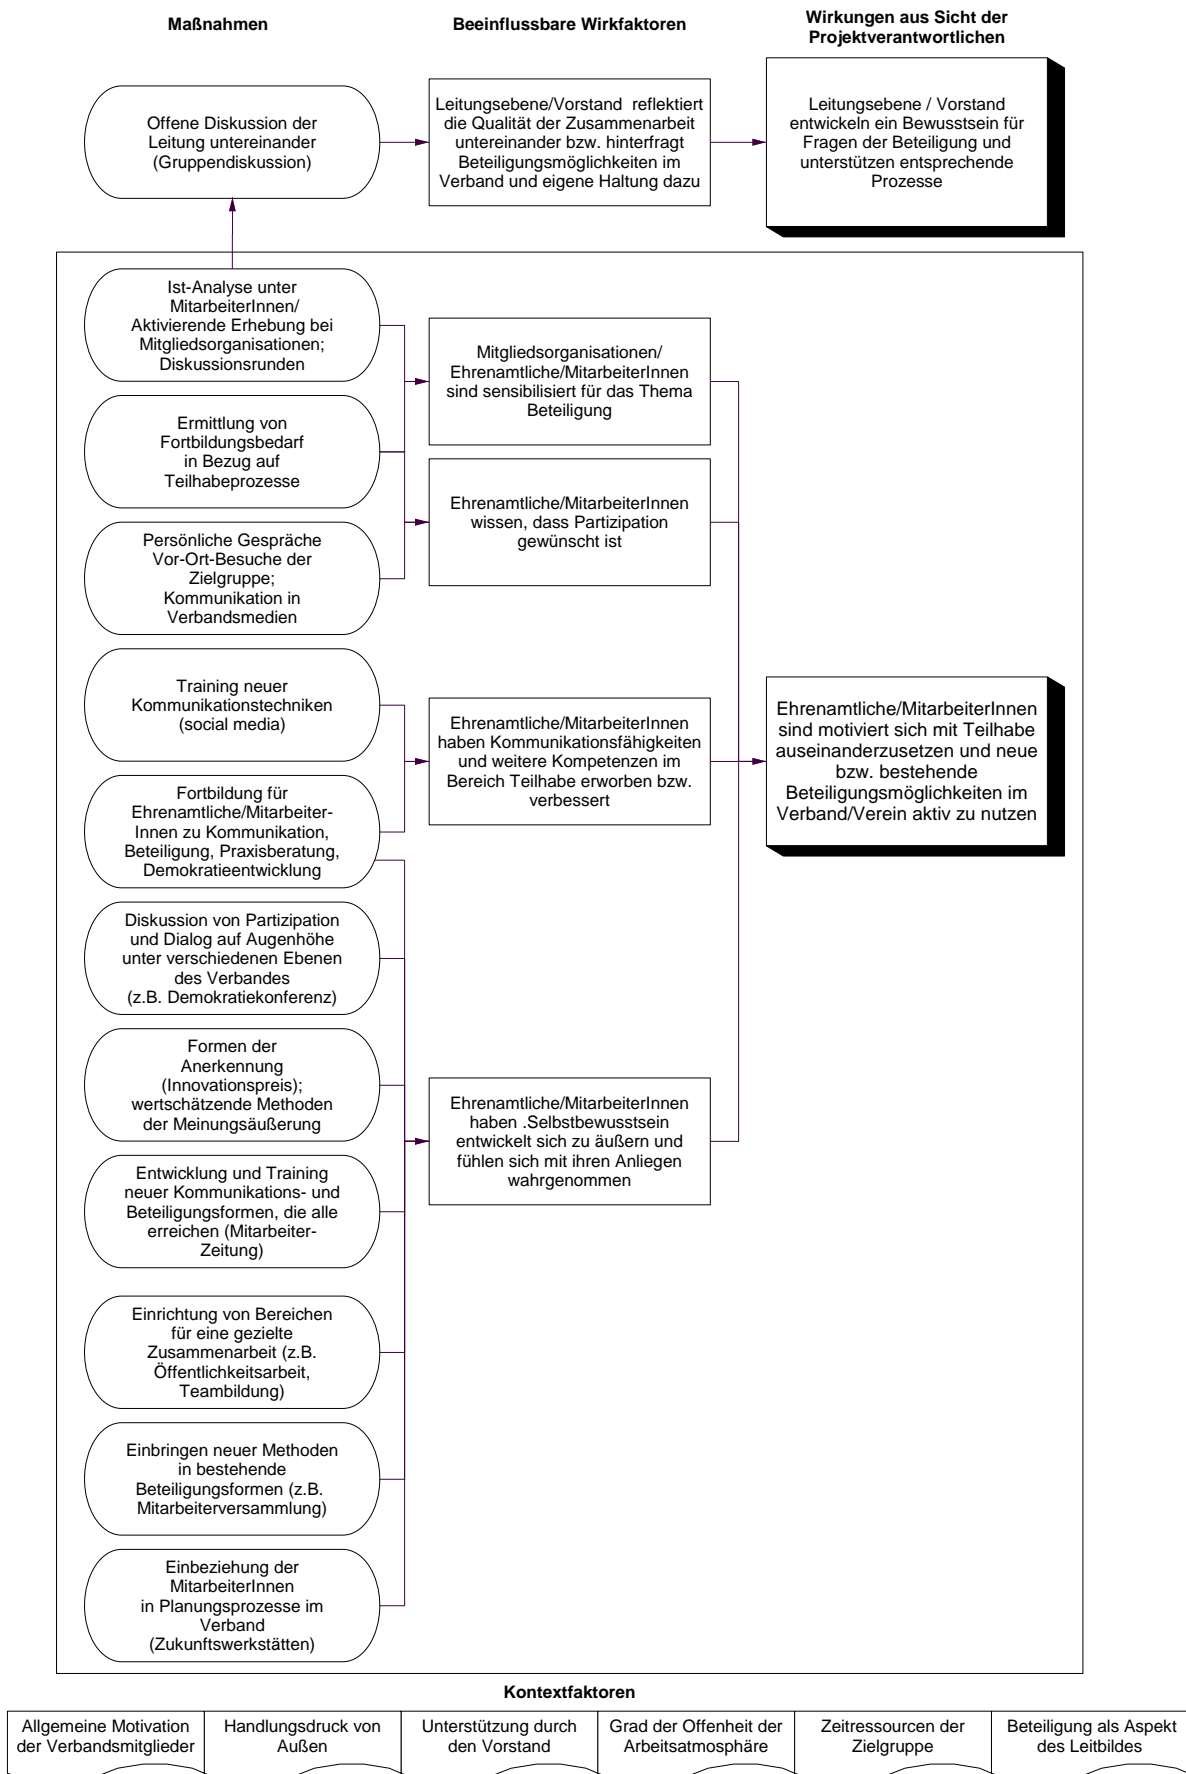 Maßnahmen
Beeinflussbare Wirkfaktoren
Wirkungen aus Sicht der
Projektverantwortlichen
Offene Diskussion der
Leitung untereinander
(Gruppendiskussion)
Leitungsebene/Vorstand reflektiert
die Qualität der Zusammenarbeit
untereinander bzw. hinterfragt
Beteiligungsmöglichkeiten im
Verband und eigene Haltung dazu
Leitungsebene / Vorstand
entwickeln ein Bewusstsein für
Fragen der Beteiligung und
unterstützen entsprechende
Prozesse
Ist-Analyse unter
MitarbeiterInnen/
Aktivierende Erhebung bei
Mitgliedsorganisationen;
Diskussionsrunden
Mitgliedsorganisationen/
Ehrenamtliche/MitarbeiterInnen
sind sensibilisiert für das Thema
Beteiligung
Ermittlung von
Fortbildungsbedarf
in Bezug auf
Teilhabeprozesse
Ehrenamtliche/MitarbeiterInnen
wissen, dass Partizipation
gewünscht ist
Persönliche Gespräche
Vor-Ort-Besuche der
Zielgruppe;
Kommunikation in
Verbandsmedien
Training neuer
Kommunikationstechniken
(social media)
Ehrenamtliche/MitarbeiterInnen
haben Kommunikationsfähigkeiten
und weitere Kompetenzen im
Bereich Teilhabe erworben bzw.
verbessert
Ehrenamtliche/MitarbeiterInnen
sind motiviert sich mit Teilhabe
auseinanderzusetzen und neue
bzw. bestehende
Beteiligungsmöglichkeiten im
Verband/Verein aktiv zu nutzen
Fortbildung für
Ehrenamtliche/Mitarbeiter-
Innen zu Kommunikation,
Beteiligung, Praxisberatung,
Demokratieentwicklung
Diskussion von Partizipation
und Dialog auf Augenhöhe
unter verschiedenen Ebenen
des Verbandes
(z.B. Demokratiekonferenz)
Formen der
Anerkennung
(Innovationspreis);
wertschätzende Methoden
der Meinungsäußerung
Ehrenamtliche/MitarbeiterInnen
haben .Selbstbewusstsein
entwickelt sich zu äußern und
fühlen sich mit ihren Anliegen
wahrgenommen
Entwicklung und Training
neuer Kommunikations- und
Beteiligungsformen, die alle
erreichen (Mitarbeiter-
Zeitung)
Einrichtung von Bereichen
für eine gezielte
Zusammenarbeit (z.B.
Öffentlichkeitsarbeit,
Teambildung)
Einbringen neuer Methoden
in bestehende
Beteiligungsformen (z.B.
Mitarbeiterversammlung)
Einbeziehung der
MitarbeiterInnen
in Planungsprozesse im
Verband
(Zukunftswerkstätten)
Kontextfaktoren
Allgemeine Motivation
der Verbandsmitglieder
Handlungsdruck von
Außen
Unterstützung durch
den Vorstand
Grad der Offenheit der
Arbeitsatmosphäre
Zeitressourcen der
Zielgruppe
Beteiligung als Aspekt
des Leitbildes